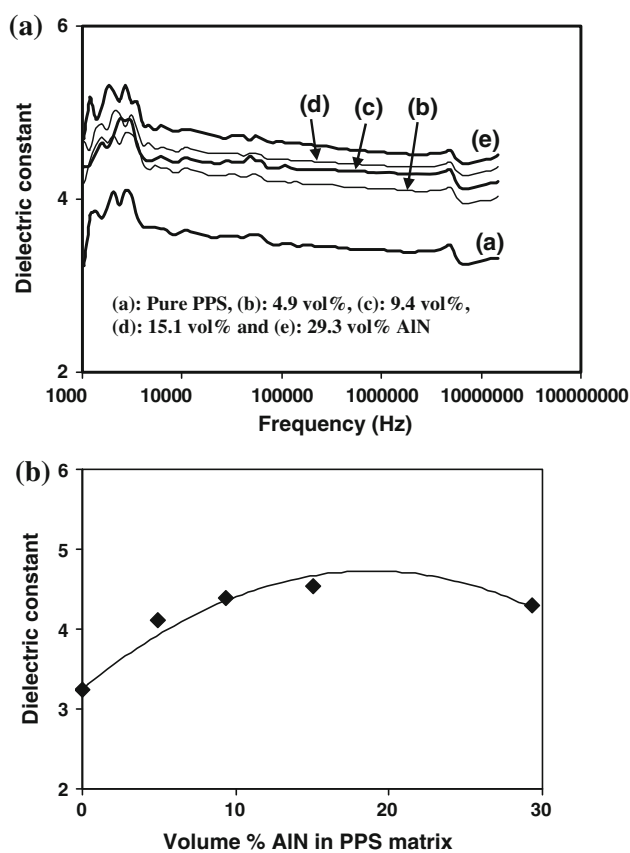 (a)
6
4
2
Dielectric constant
(d)
(c)
(b)
(e)
(a)
(a): Pure PPS, (b): 4.9 vol%, (c): 9.4 vol%,
(d): 15.1 vol% and (e): 29.3 vol% AlN
1000 10000 100000 1000000 10000000 100000000
Frequency (Hz)
(b)
6
5
4
3
2
Dielectric constant
0 10 20 30
Volume % AlN in PPS matrix